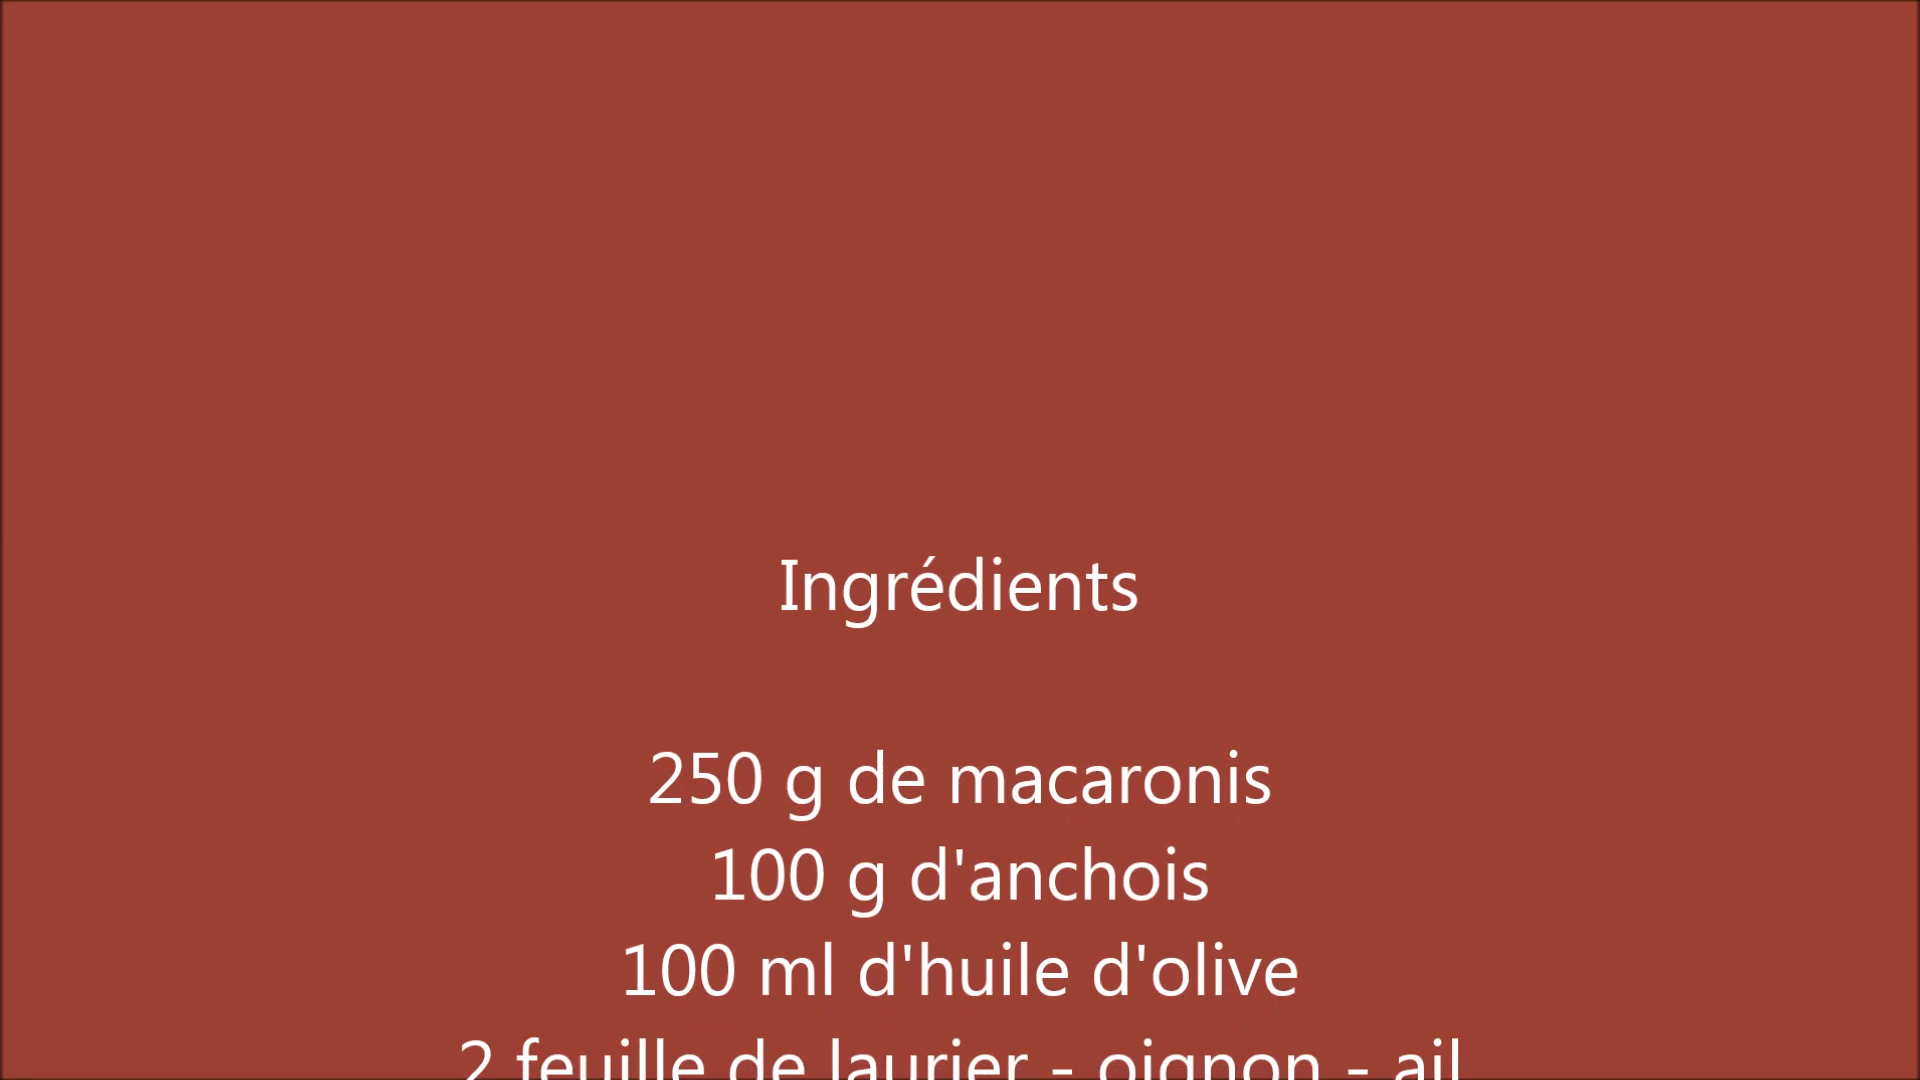 Ingrédients
250 g de macaronis
100 g d'anchois
100 ml d'huile d'olive
2 feuille de laurier - oignon - ail